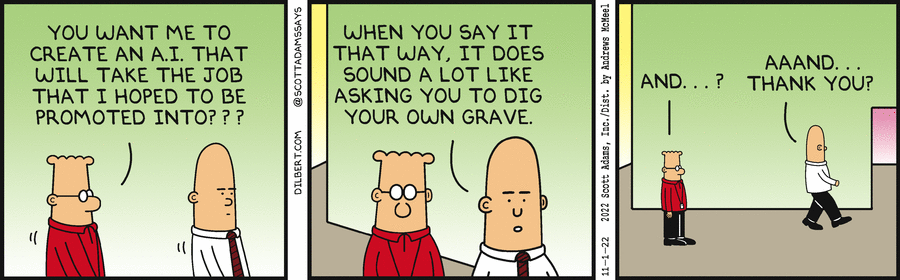 YOU WANT ME TO
CREATE AN A.I. THAT
WILL TAKE THE JOB
THAT I HOPED TO BE
PROMOTED INTO???
DILBERT.COM @SCOTTADAMSSAYS
WHEN YOU SAY IT
THAT WAY, IT DOES
SOUND A LOT LIKE
ASKING YOU TO DIG
YOUR OWN GRAVE.
11-1-22 2022 Scott Adams, Inc./Dist. by Andrews McMeel
AND...?
AAAND...
THANK YOU?